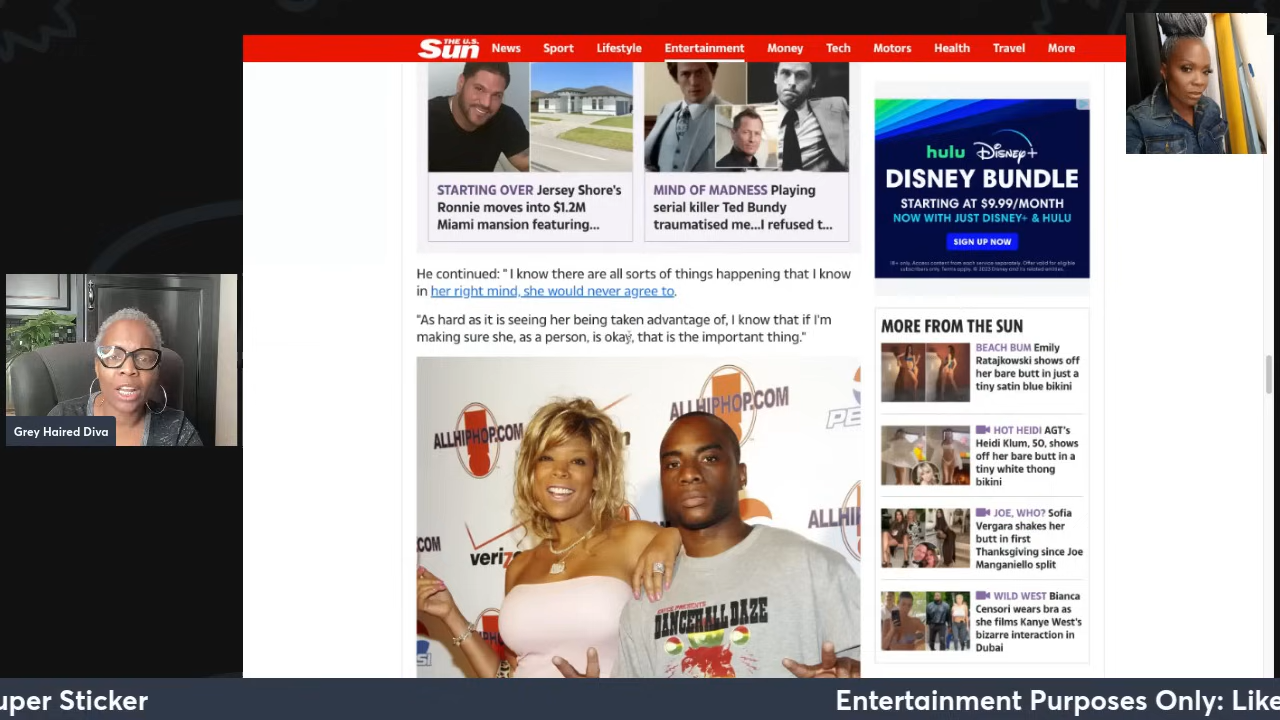 THE U.S.
Sun
News Sport Lifestyle Entertainment Money Tech Motors Health Travel More
STARTING OVER Jersey Shore's
Ronnie moves into $1.2M
Miami mansion featuring...
MIND OF MADNESS Playing
serial killer Ted Bundy
traumatised me...I refused t...
hulu Disney+
DISNEY BUNDLE
STARTING AT $9.99/MONTH
NOW WITH JUST DISNEY+ & HULU
SIGN UP NOW
He continued: " I know there are all sorts of things happening that I know
in her right mind, she would never agree to.
"As hard as it is seeing her being taken advantage of, I know that if I'm
making sure she, as a person, is okay, that is the important thing."
MORE FROM THE SUN
BEACH BUM Emily
Ratajkowski shows off
her bare butt in just a
tiny satin blue bikini
HOT HEIDI AGT's
Heidi Klum, 50, shows
off her bare butt in a
tiny white thong
bikini
JOE, WHO? Sofia
Vergara shakes her
butt in first
Thanksgiving since Joe
Manganiello split
WILD WEST Bianca
Censori wears bra as
she films Kanye West's
bizarre interaction in
Dubai
ALLHIPHOP.COM
ALLHIPHOP.COM
PE
ALLHI
.COM
veriz
DANCEHALL DAZE
Grey Haired Diva
uper Sticker
Entertainment Purposes Only: Like